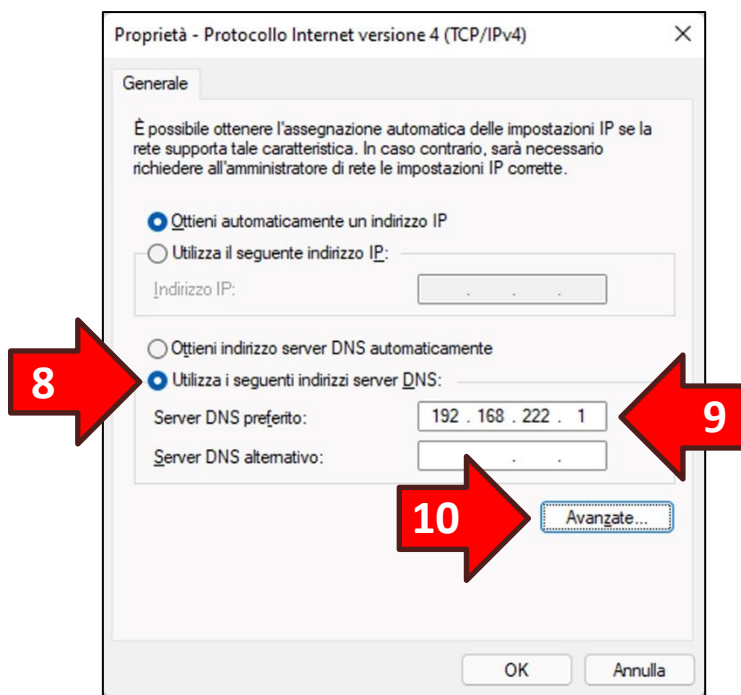 Proprietà - Protocollo Internet versione 4 (TCP/IPv4)
Generale
È possibile ottenere l'assegnazione automatica delle impostazioni IP se la
rete supporta tale caratteristica. In caso contrario, sarà necessario
richiedere all'amministratore di rete le impostazioni IP corrette.
Ottieni automaticamente un indirizzo IP
Utilizza il seguente indirizzo IP:
Indirizzo IP: . . .
Ottieni indirizzo server DNS automaticamente
8
Utilizza i seguenti indirizzi server DNS:
Server DNS preferito: 192 . 168 . 222 . 1
9
Server DNS alternativo: . . .
10
Avanzate...
OK Annulla